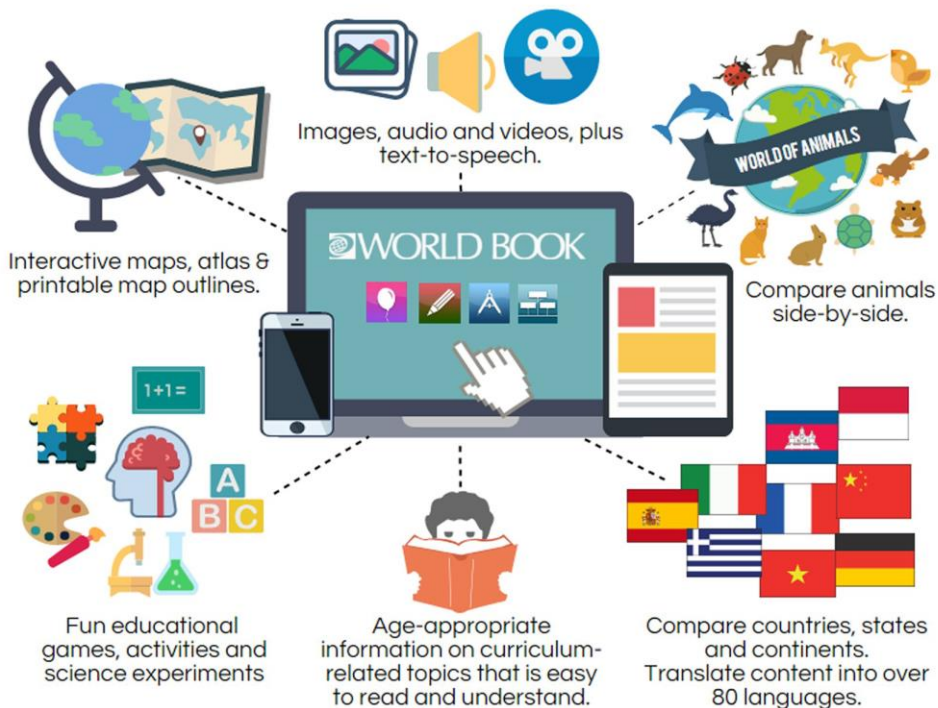 Images, audio and videos, plus
text-to-speech.
WORLD OF ANIMALS
Interactive maps, atlas &
printable map outlines.
WORLD BOOK
Compare animals
side-by-side.
1+1=
A
B C
Fun educational
games, activities and
science experiments
Age-appropriate
information on curriculum-
related topics that is easy
to read and understand.
Compare countries, states
and continents.
Translate content into over
80 languages.